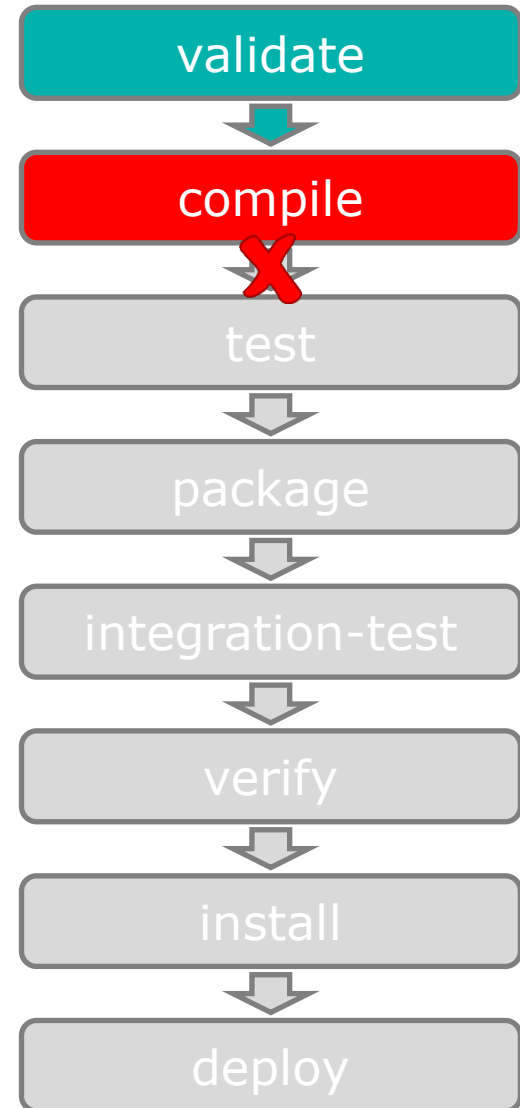 validate
compile
test
package
integration-test
verify
install
deploy